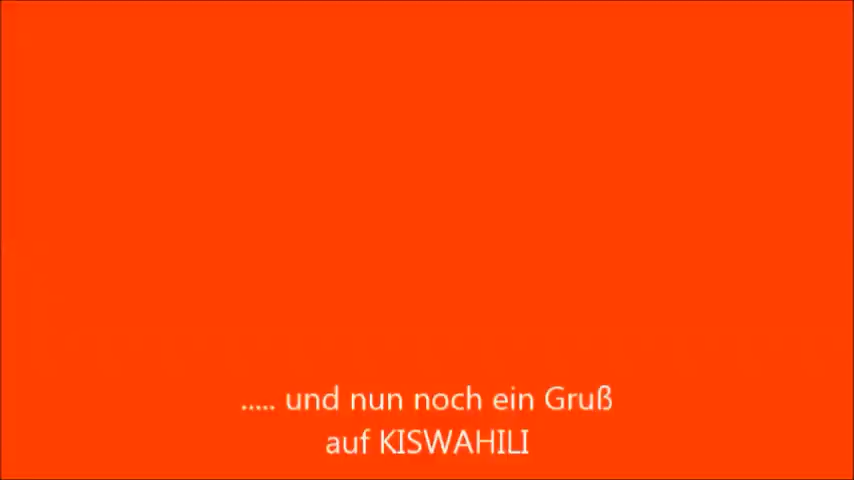 ..... und nun noch ein Gruß
auf KISWAHILI